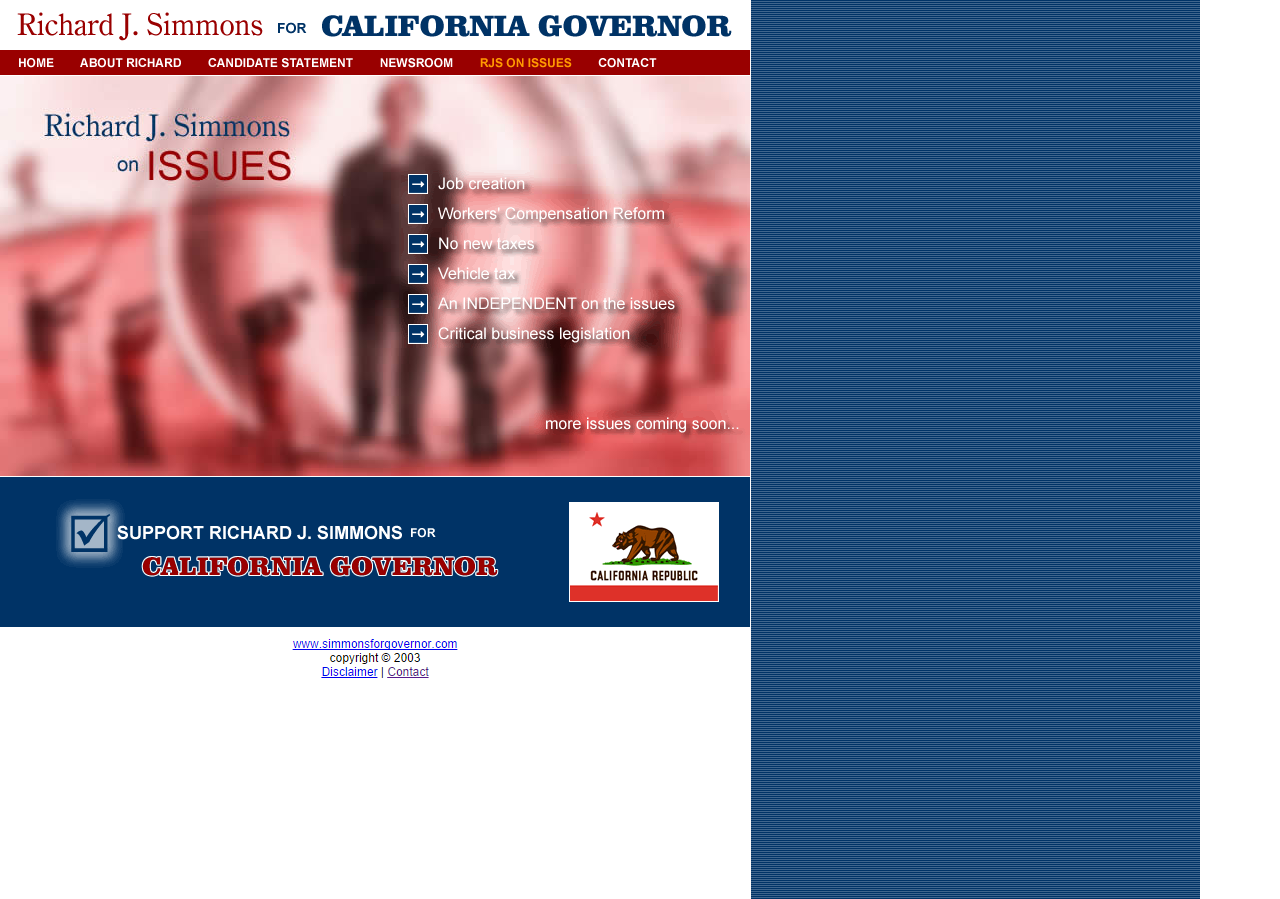 Richard J. Simmons FOR CALIFORNIA GOVERNOR
HOME ABOUT RICHARD CANDIDATE STATEMENT NEWSROOM RJS ON ISSUES CONTACT
Richard J. Simmons
on ISSUES
Job creation
Workers' Compensation Reform
No new taxes
Vehicle tax
An INDEPENDENT on the issues
Critical business legislation
more issues coming soon...
SUPPORT RICHARD J. SIMMONS FOR
CALIFORNIA GOVERNOR
CALIFORNIA REPUBLIC
www.simmonsforgovernor.com
copyright © 2003
Disclaimer | Contact